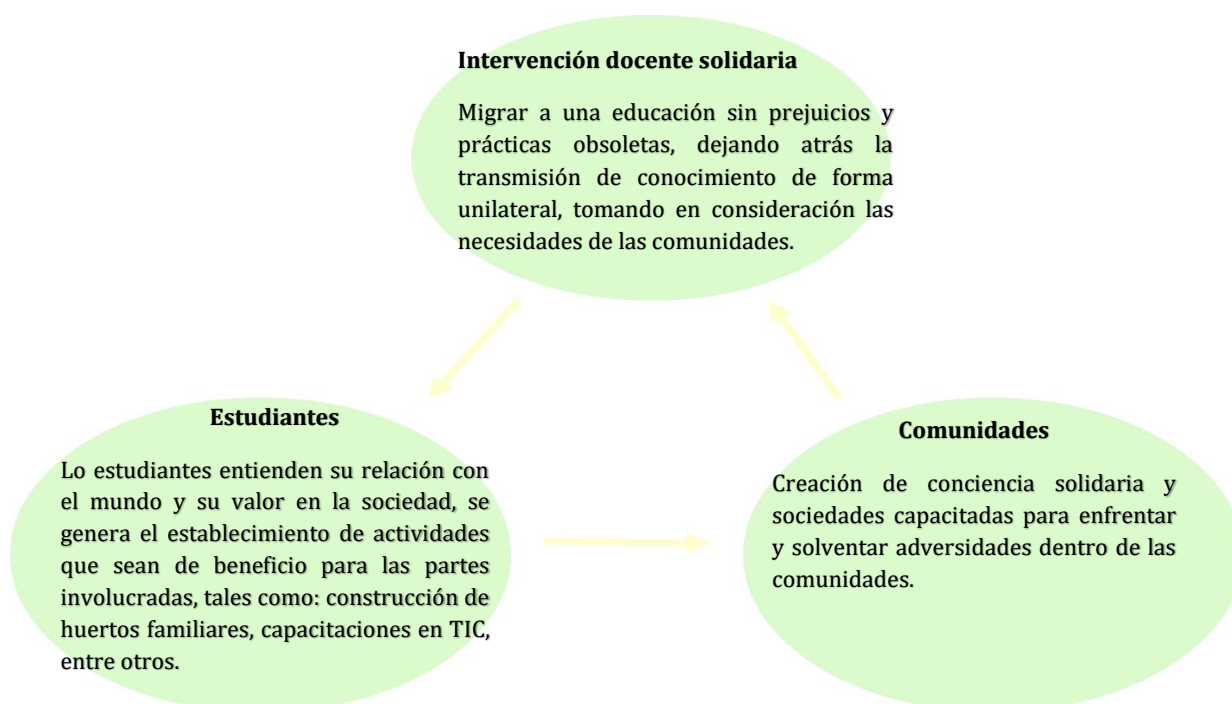 Intervención docente solidaria
Migrar a una educación sin prejuicios y
prácticas obsoletas, dejando atrás la
transmisión de conocimiento de forma
unilateral, tomando en consideración las
necesidades de las comunidades.
Estudiantes
Lo estudiantes entienden su relación con
el mundo y su valor en la sociedad, se
genera el establecimiento de actividades
que sean de beneficio para las partes
involucradas, tales como: construcción de
huertos familiares, capacitaciones en TIC,
entre otros.
Comunidades
Creación de conciencia solidaria y
sociedades capacitadas para enfrentar
y solventar adversidades dentro de las
comunidades.